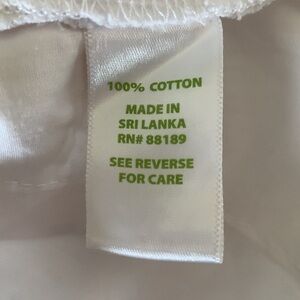 100% COTTON
MADE IN
SRI LANKA
RN# 88189
SEE REVERSE
FOR CARE